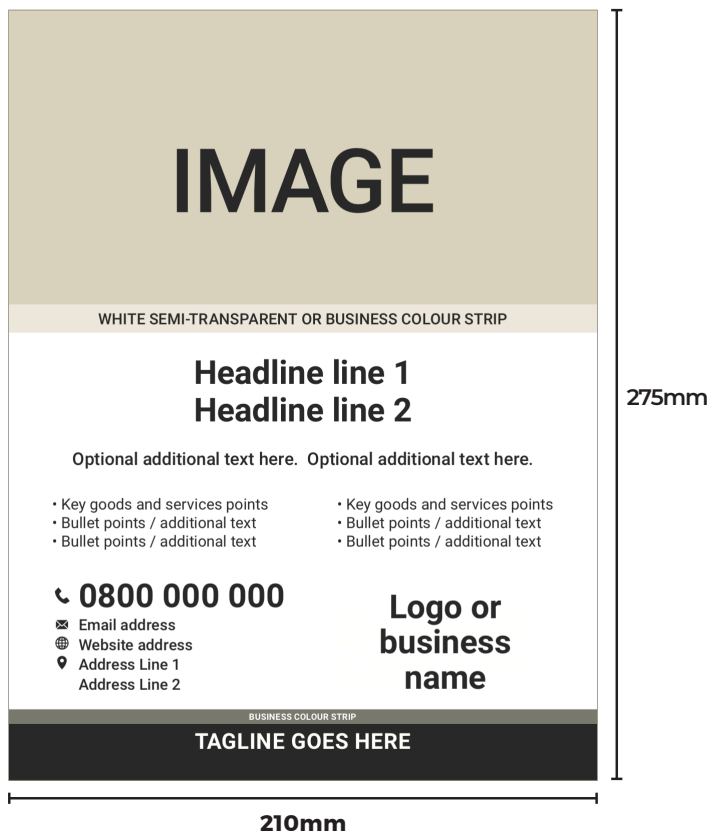 IMAGE
WHITE SEMI-TRANSPARENT OR BUSINESS COLOUR STRIP
Headline line 1
Headline line 2
275mm
Optional additional text here.  Optional additional text here.
• Key goods and services points
• Bullet points / additional text
• Bullet points / additional text
• Key goods and services points
• Bullet points / additional text
• Bullet points / additional text
0800 000 000
Email address
Website address
Address Line 1
Address Line 2
Logo or
business
name
BUSINESS COLOUR STRIP
TAGLINE GOES HERE
210mm